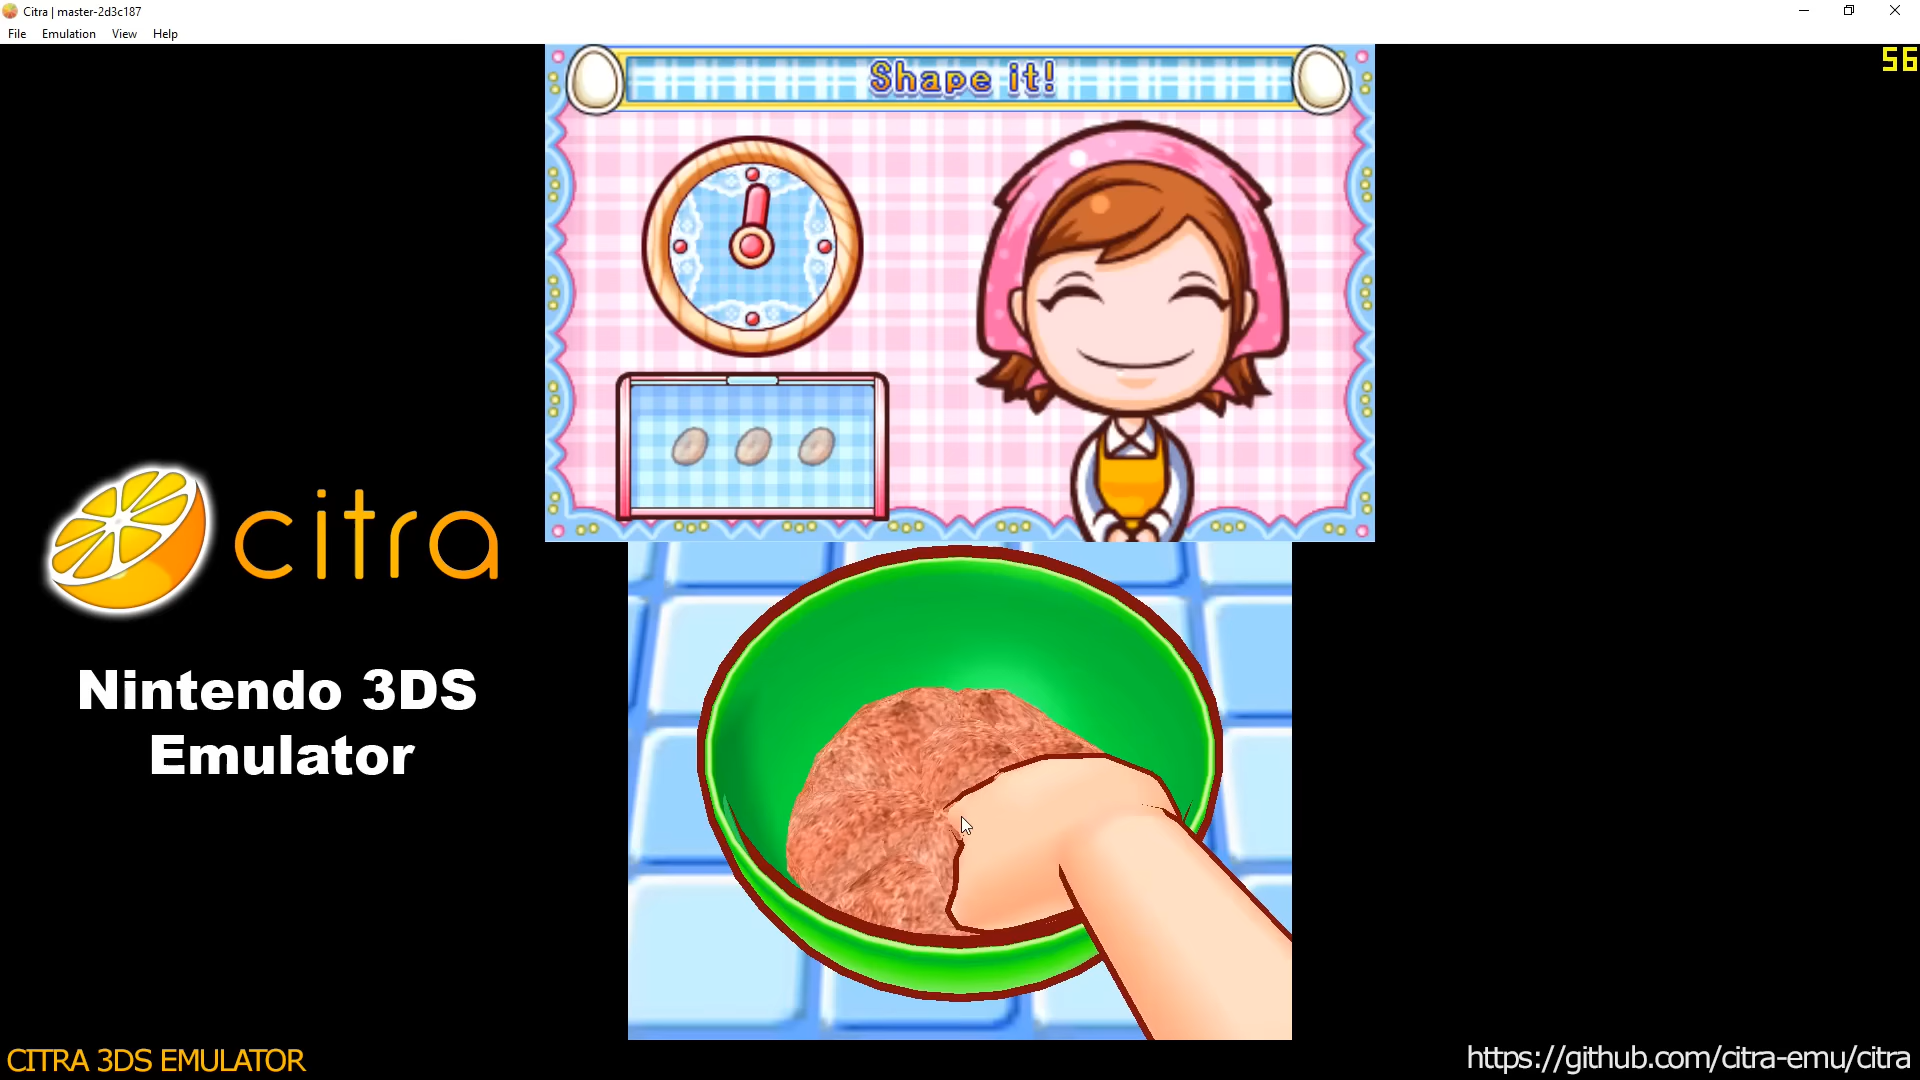 Citra | master-2d3c187
File Emulation View Help
56
Shape it!
citra
Nintendo 3DS
Emulator
CITRA 3DS EMULATOR
https://github.com/citra-emu/citra